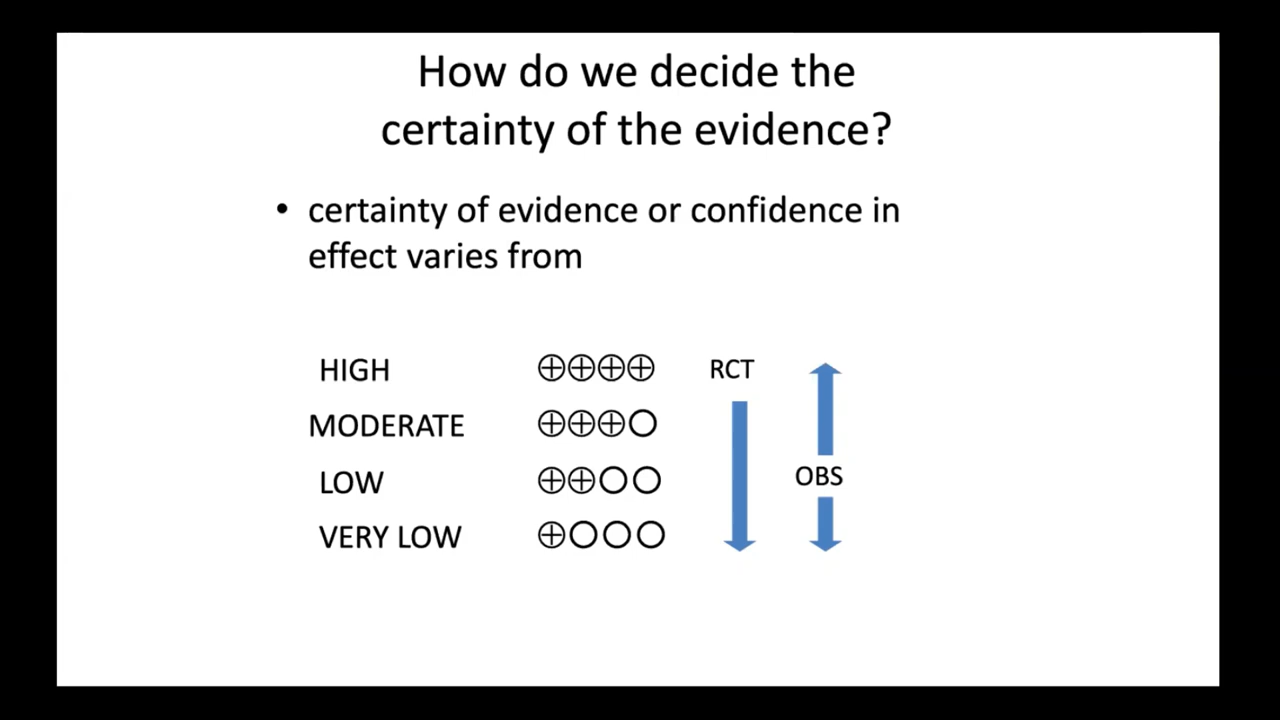 How do we decide the
certainty of the evidence?
• certainty of evidence or confidence in
effect varies from
HIGH ⊕⊕⊕⊕ RCT
MODERATE ⊕⊕⊕○
LOW ⊕⊕○○ OBS
VERY LOW ⊕○○○